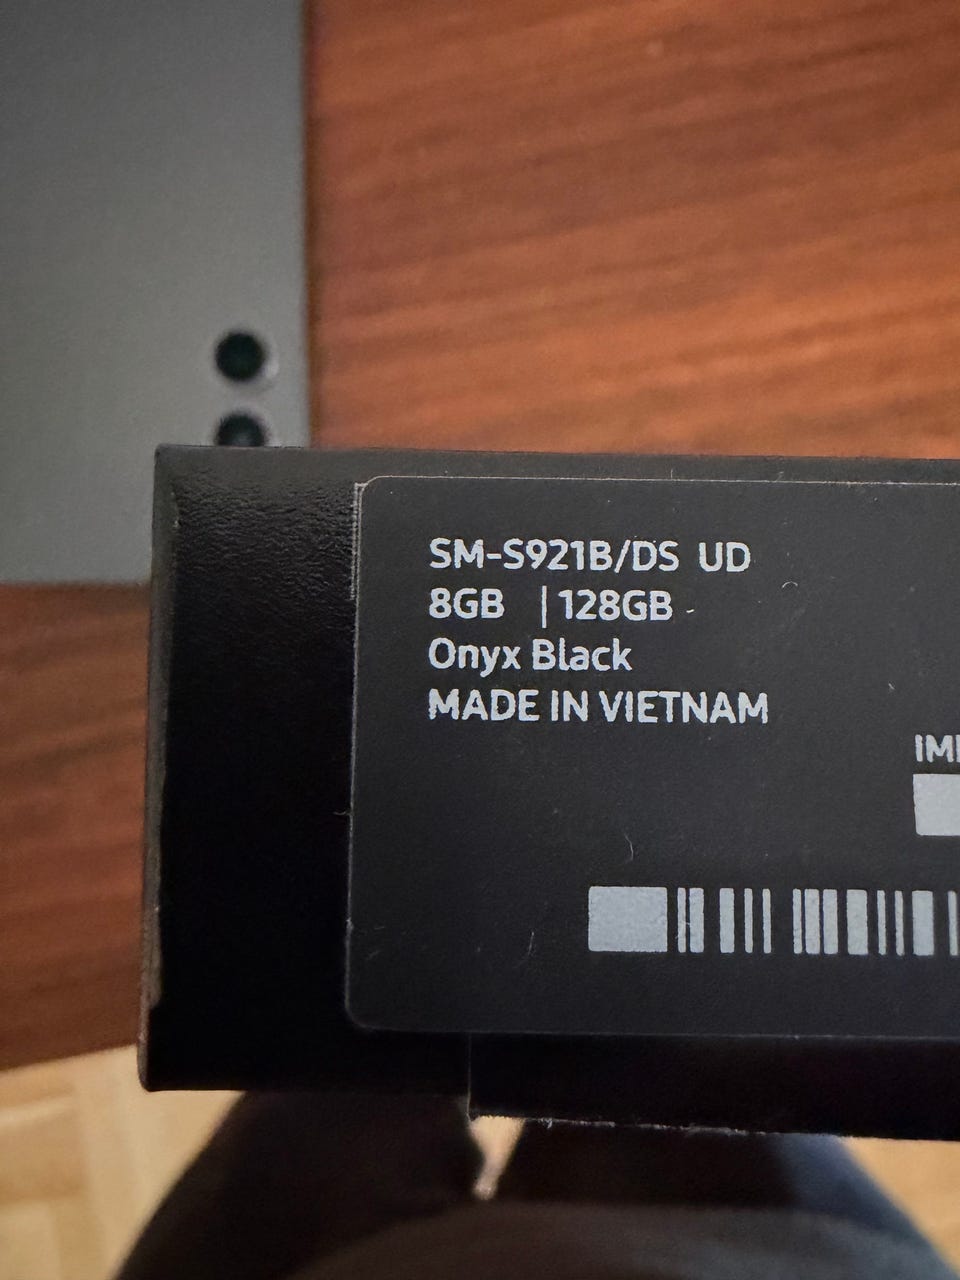 SM-S921B/DS UD
8GB | 128GB
Onyx Black
MADE IN VIETNAM